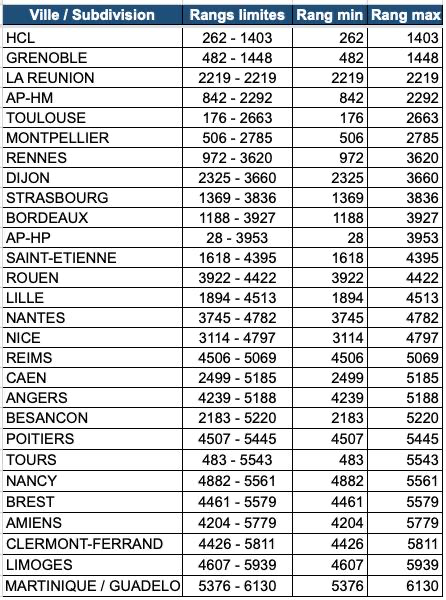 Ville / Subdivision Rangs limites Rang min Rang max
HCL 262 - 1403 262 1403
GRENOBLE 482 - 1448 482 1448
LA REUNION 2219 - 2219 2219 2219
AP-HM 842 - 2292 842 2292
TOULOUSE 176 - 2663 176 2663
MONTPELLIER 506 - 2785 506 2785
RENNES 972 - 3620 972 3620
DIJON 2325 - 3660 2325 3660
STRASBOURG 1369 - 3836 1369 3836
BORDEAUX 1188 - 3927 1188 3927
AP-HP 28 - 3953 28 3953
SAINT-ETIENNE 1618 - 4395 1618 4395
ROUEN 3922 - 4422 3922 4422
LILLE 1894 - 4513 1894 4513
NANTES 3745 - 4782 3745 4782
NICE 3114 - 4797 3114 4797
REIMS 4506 - 5069 4506 5069
CAEN 2499 - 5185 2499 5185
ANGERS 4239 - 5188 4239 5188
BESANCON 2183 - 5220 2183 5220
POITIERS 4507 - 5445 4507 5445
TOURS 483 - 5543 483 5543
NANCY 4882 - 5561 4882 5561
BREST 4461 - 5579 4461 5579
AMIENS 4204 - 5779 4204 5779
CLERMONT-FERRAND 4426 - 5811 4426 5811
LIMOGES 4607 - 5939 4607 5939
MARTINIQUE / GUADELO 5376 - 6130 5376 6130